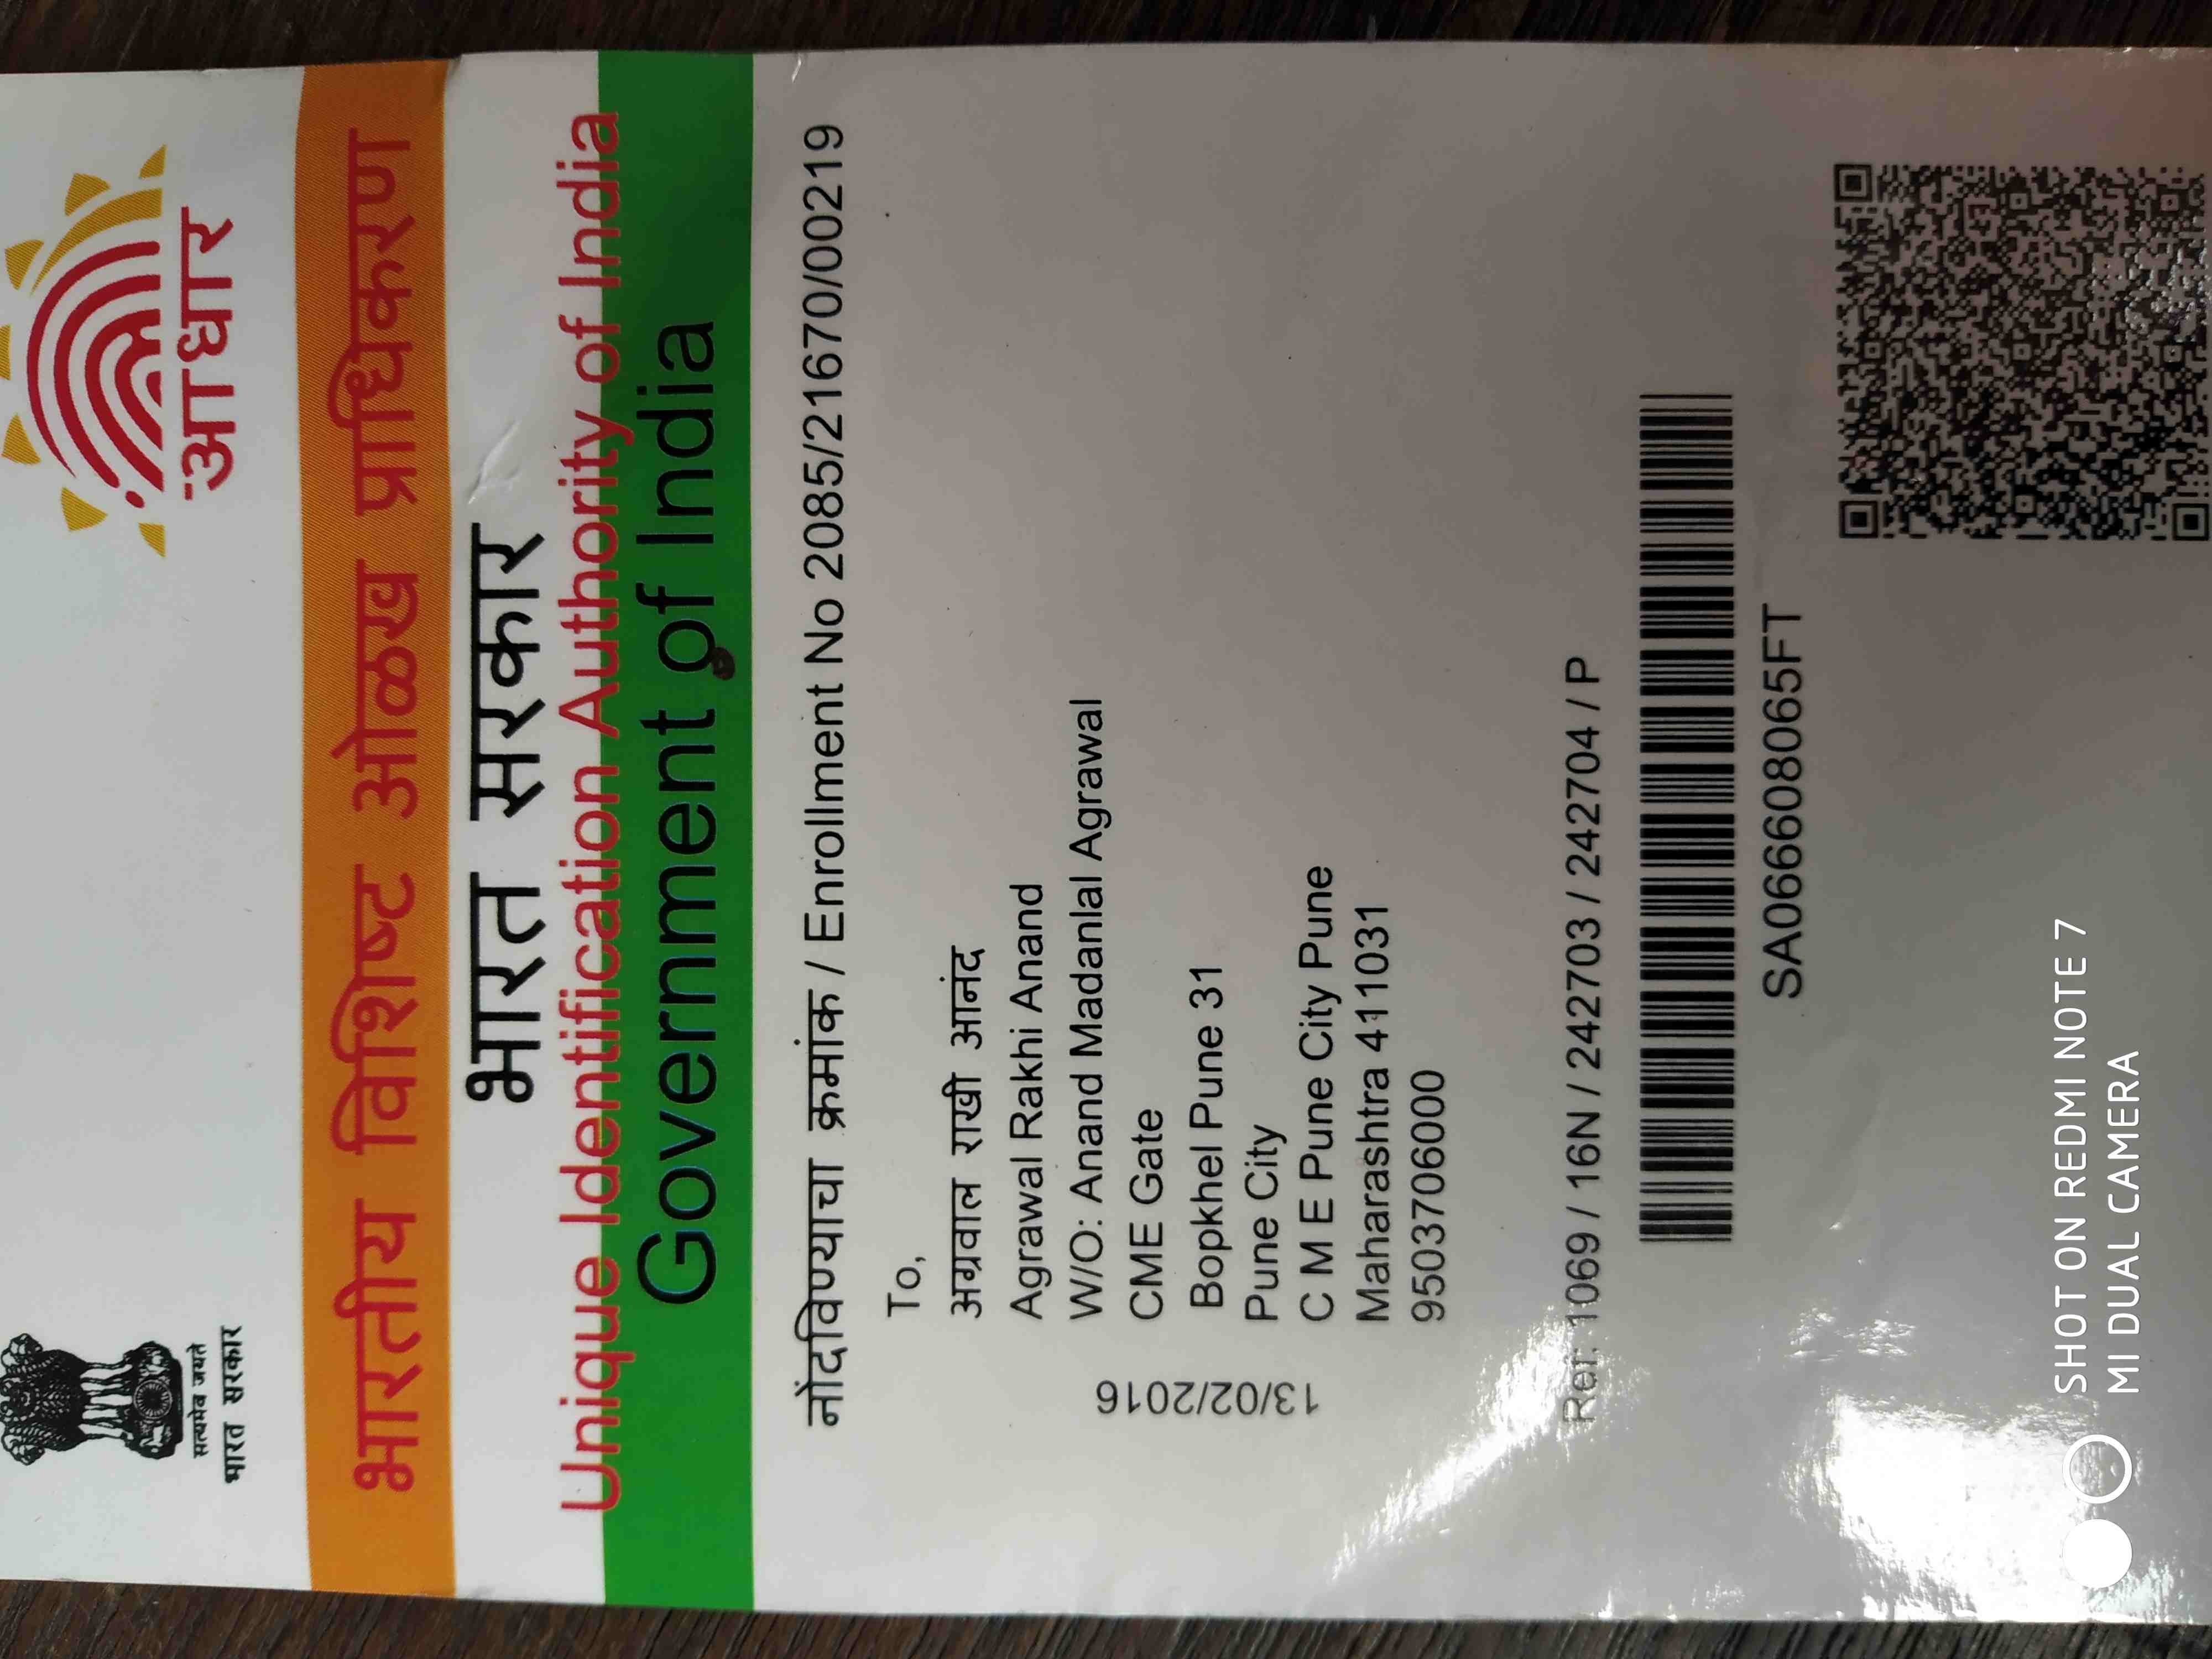 सत्यमेव जयते
भारत सरकार
आधार
भारतीय विशिष्ट ओळख प्राधिकरण
भारत सरकार
Unique Identification Authority of India
Government of India
नोंदविण्याचा क्रमांक / Enrollment No 2085/21670/00219
To,
अग्रवाल राखी आनंद
Agrawal Rakhi Anand
W/O: Anand Madanlal Agrawal
CME Gate
Bopkhel Pune 31
Pune City
C M E Pune City Pune
Maharashtra 411031
9503706000
13/02/2016
Ref: 1069 / 16N / 242703 / 242704 / P
SA066608065FT
SHOT ON REDMI NOTE 7
MI DUAL CAMERA